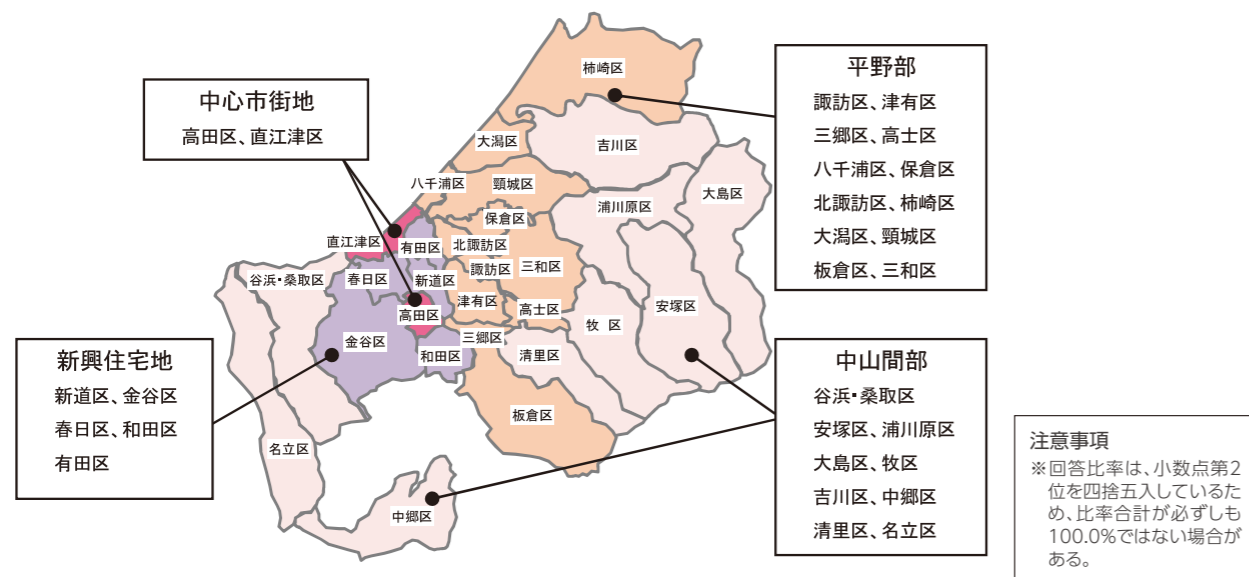 中心市街地
高田区、直江津区
平野部
諏訪区、津有区
三郷区、高士区
八千浦区、保倉区
北諏訪区、柿崎区
大潟区、頸城区
板倉区、三和区
新興住宅地
新道区、金谷区
春日区、和田区
有田区
中山間部
谷浜・桑取区
安塚区、浦川原区
大島区、牧区
吉川区、中郷区
清里区、名立区
柿崎区
大潟区
吉川区
八千浦区
頸城区
大島区
浦川原区
保倉区
直江津区
有田区
北諏訪区
谷浜・桑取区
春日区
新道区
諏訪区
三和区
津有区
安塚区
高田区
高士区
牧 区
金谷区
三郷区
和田区
清里区
板倉区
名立区
中郷区
注意事項
※回答比率は、小数点第2
位を四捨五入しているた
め、比率合計が必ずしも
100.0%ではない場合が
ある。